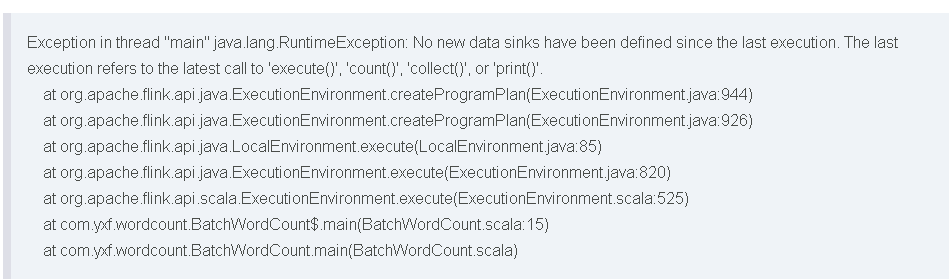 Exception in thread "main" java.lang.RuntimeException: No new data sinks have been defined since the last execution. The last
execution refers to the latest call to 'execute()', 'count()', 'collect()', or 'print()'.
at org.apache.flink.api.java.ExecutionEnvironment.createProgramPlan(ExecutionEnvironment.java:944)
at org.apache.flink.api.java.ExecutionEnvironment.createProgramPlan(ExecutionEnvironment.java:926)
at org.apache.flink.api.java.LocalEnvironment.execute(LocalEnvironment.java:85)
at org.apache.flink.api.java.ExecutionEnvironment.execute(ExecutionEnvironment.java:820)
at org.apache.flink.api.scala.ExecutionEnvironment.execute(ExecutionEnvironment.scala:525)
at com.yxf.wordcount.BatchWordCount$.main(BatchWordCount.scala:15)
at com.yxf.wordcount.BatchWordCount.main(BatchWordCount.scala)